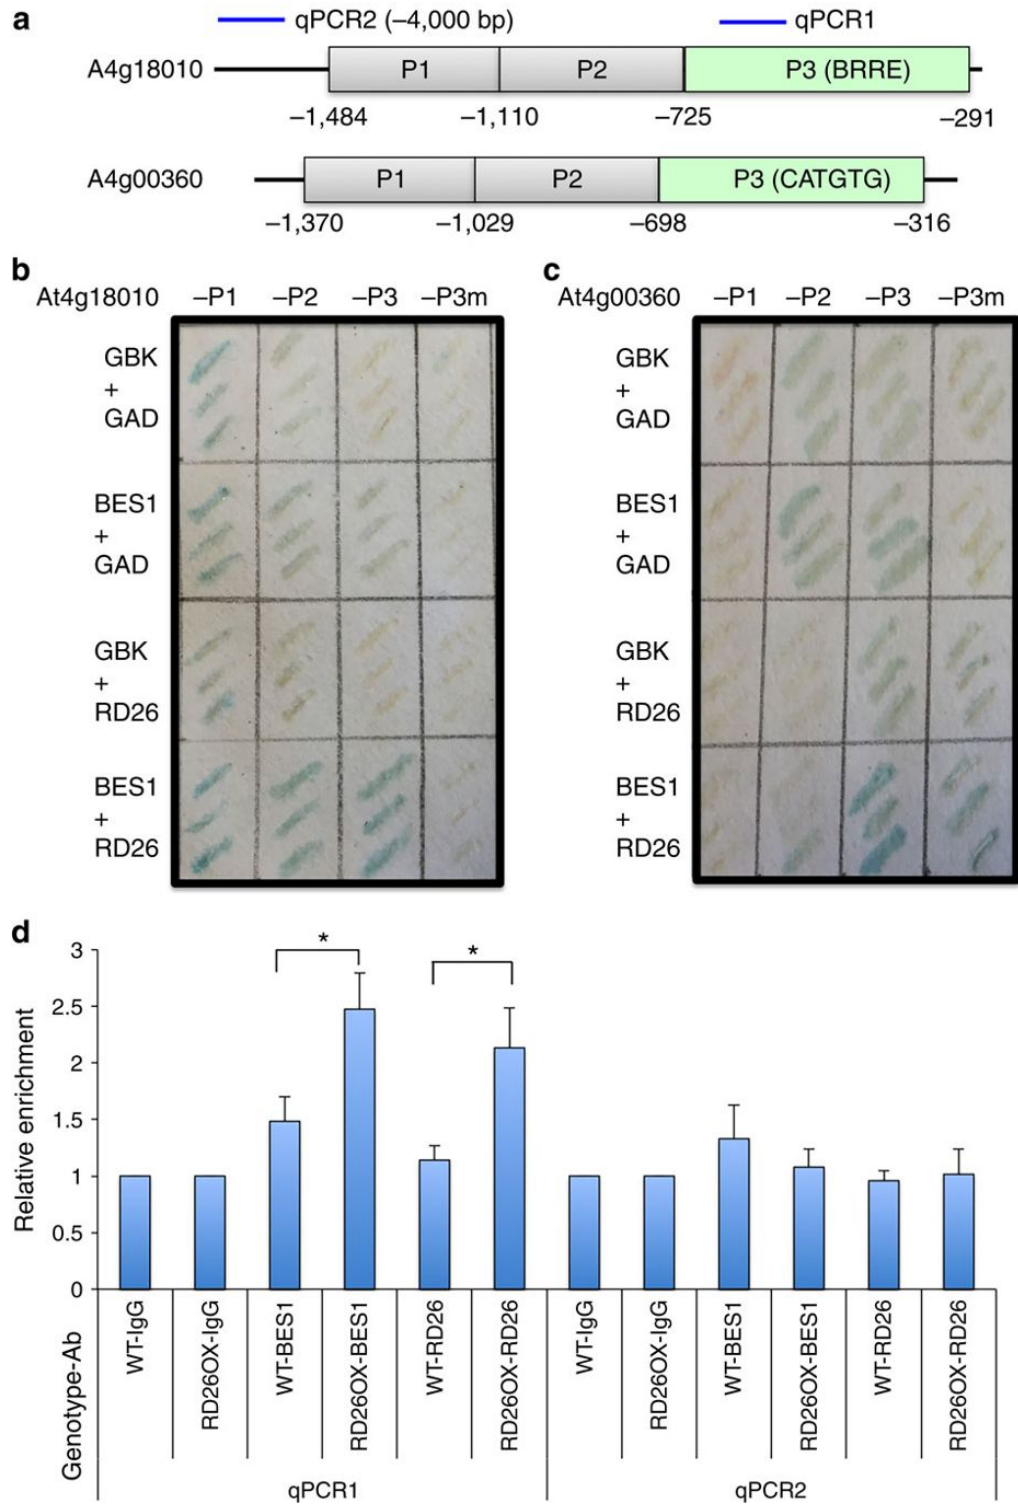 a
qPCR2 (–4,000 bp)
qPCR1
A4g18010
P1
P2
P3 (BRRE)
–1,484
–1,110
–725
–291
A4g00360
P1
P2
P3 (CATGTG)
–1,370
–1,029
–698
–316
b
At4g18010
–P1
–P2
–P3
–P3m
GBK
+
GAD
BES1
+
GAD
GBK
+
RD26
BES1
+
RD26
c
At4g00360
–P1
–P2
–P3
–P3m
GBK
+
GAD
BES1
+
GAD
GBK
+
RD26
BES1
+
RD26
d
Relative enrichment
3
2.5
2
1.5
1
0.5
0
*
*
Genotype-Ab
WT-IgG
RD26OX-IgG
WT-BES1
RD26OX-BES1
WT-RD26
RD26OX-RD26
WT-IgG
RD26OX-IgG
WT-BES1
RD26OX-BES1
WT-RD26
RD26OX-RD26
qPCR1
qPCR2